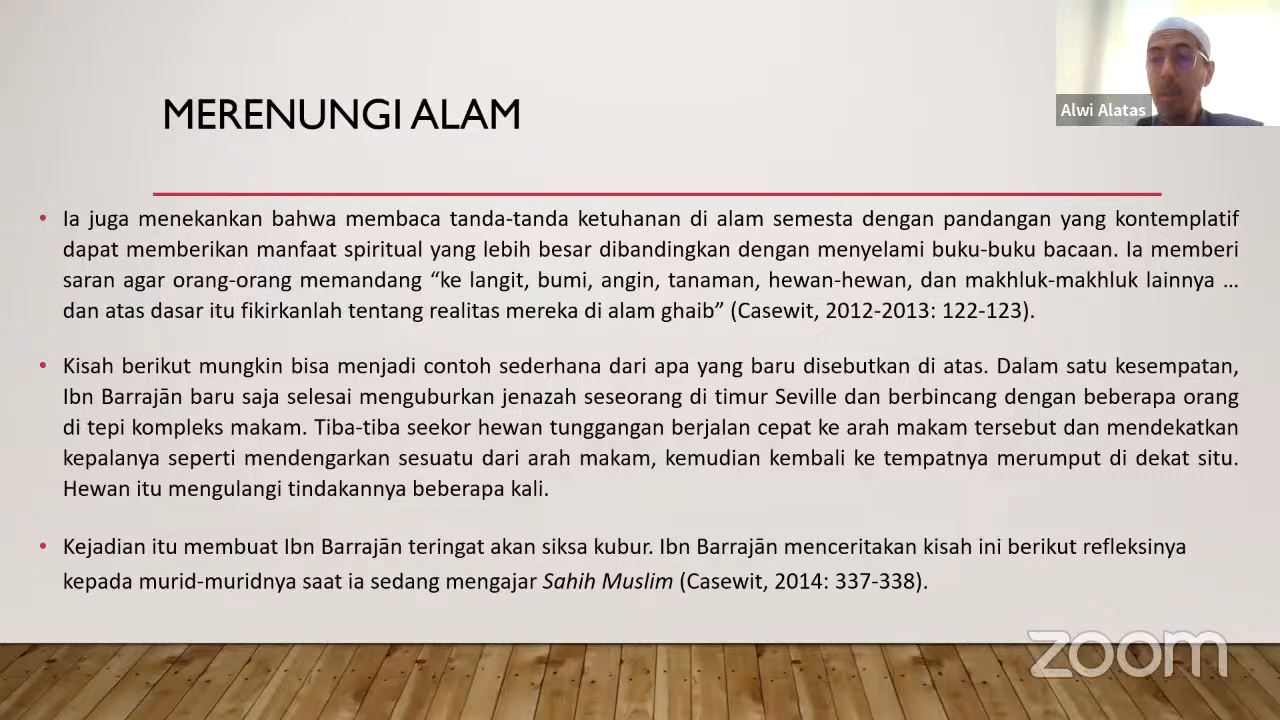 MERENUNGI ALAM
Alwi Alatas
• Ia juga menekankan bahwa membaca tanda-tanda ketuhanan di alam semesta dengan pandangan yang kontemplatif
dapat memberikan manfaat spiritual yang lebih besar dibandingkan dengan menyelami buku-buku bacaan. Ia memberi
saran agar orang-orang memandang “ke langit, bumi, angin, tanaman, hewan-hewan, dan makhluk-makhluk lainnya …
dan atas dasar itu fikirkanlah tentang realitas mereka di alam ghaib” (Casewit, 2012-2013: 122-123).
• Kisah berikut mungkin bisa menjadi contoh sederhana dari apa yang baru disebutkan di atas. Dalam satu kesempatan,
Ibn Barrajān baru saja selesai menguburkan jenazah seseorang di timur Seville dan berbincang dengan beberapa orang
di tepi kompleks makam. Tiba-tiba seekor hewan tunggangan berjalan cepat ke arah makam tersebut dan mendekatkan
kepalanya seperti mendengarkan sesuatu dari arah makam, kemudian kembali ke tempatnya merumput di dekat situ.
Hewan itu mengulangi tindakannya beberapa kali.
• Kejadian itu membuat Ibn Barrajān teringat akan siksa kubur. Ibn Barrajān menceritakan kisah ini berikut refleksinya
kepada murid-muridnya saat ia sedang mengajar Sahih Muslim (Casewit, 2014: 337-338).
zoom